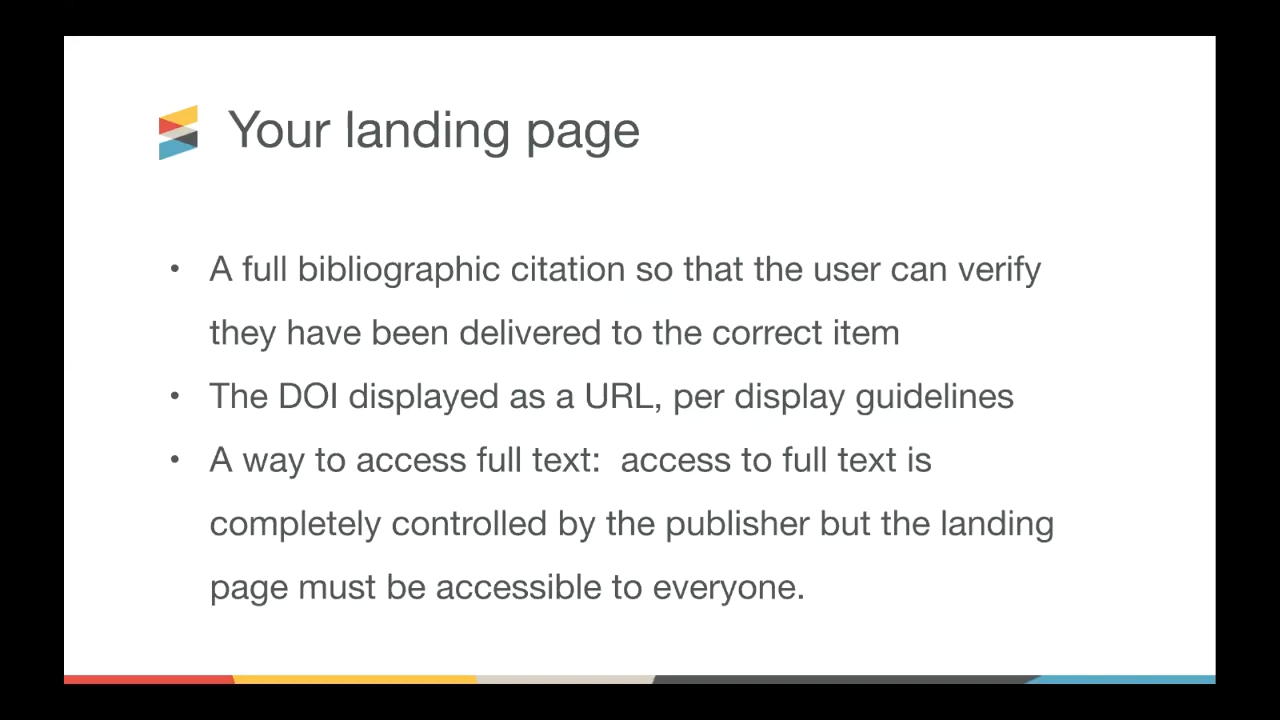 Your landing page
• A full bibliographic citation so that the user can verify
they have been delivered to the correct item
• The DOI displayed as a URL, per display guidelines
• A way to access full text:  access to full text is
completely controlled by the publisher but the landing
page must be accessible to everyone.